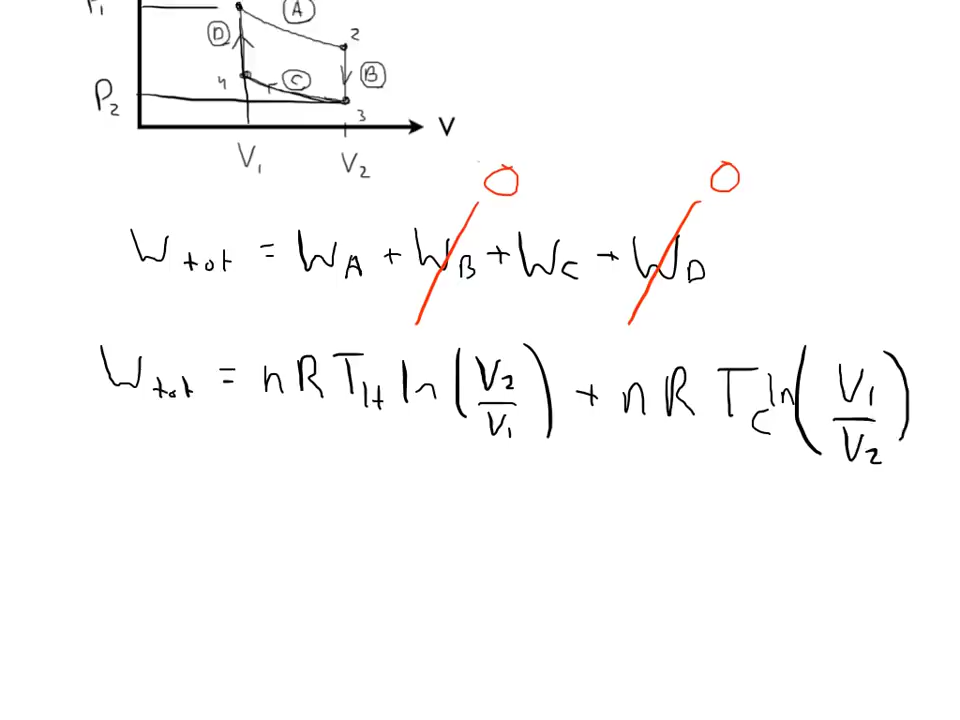 P₁
A
D
2
B
4
C
P₂
3
V
V₁ V₂
0 0
W_tot = W_A + W_B + W_C + W_D
W_tot = nRT_H ln(V₂/V₁) + nRT_C ln(V₁/V₂)